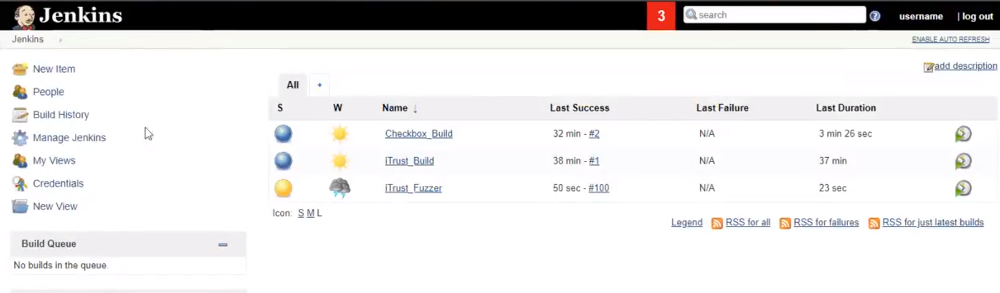 Jenkins
3
search
username
| log out
Jenkins
ENABLE AUTO REFRESH
New Item
People
Build History
Manage Jenkins
My Views
Credentials
New View
add description
All
+
S W Name ↓ Last Success Last Failure Last Duration
Checkbox_Build 32 min - #2 N/A 3 min 26 sec
iTrust_Build 38 min - #1 N/A 37 min
iTrust_Fuzzer 50 sec - #100 N/A 23 sec
Icon: S M L
Legend RSS for all RSS for failures RSS for just latest builds
Build Queue
No builds in the queue.